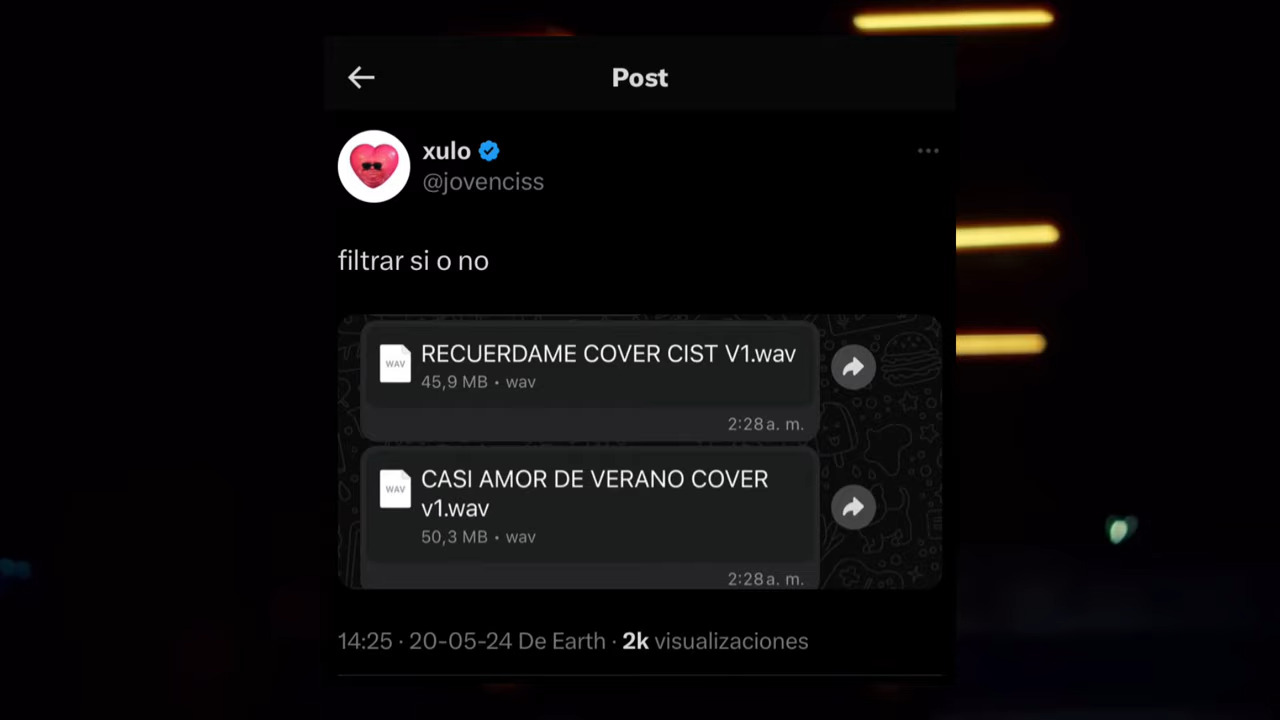 Post
xulo
@jovenciss
filtrar si o no
WAV
RECUERDAME COVER CIST V1.wav
45,9 MB • wav
2:28 a. m.
WAV
CASI AMOR DE VERANO COVER
v1.wav
50,3 MB • wav
2:28 a. m.
14:25 · 20-05-24 De Earth · 2k visualizaciones